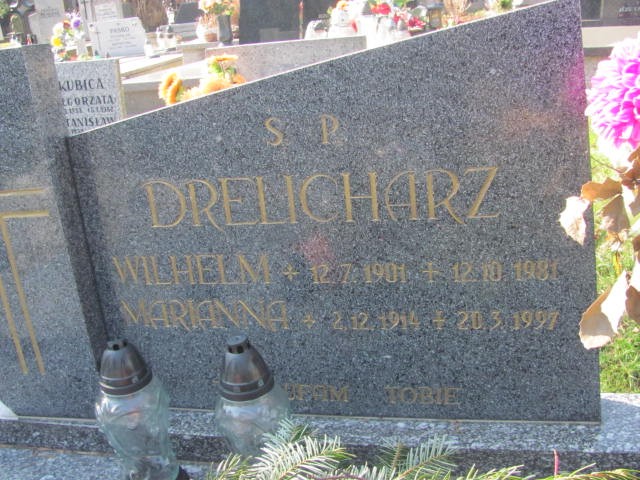 S P.
DRELICHARZ
WILHELM + 12.7.1901 + 12.10.1981
MARIANNA + 2.12.1914 + 20.3.1997
TOBIE
KUBICA